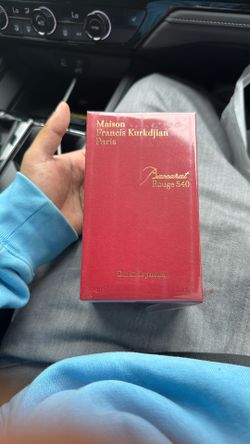 Maison
Francis Kurkdjian
Paris
Baccarat
Rouge 540